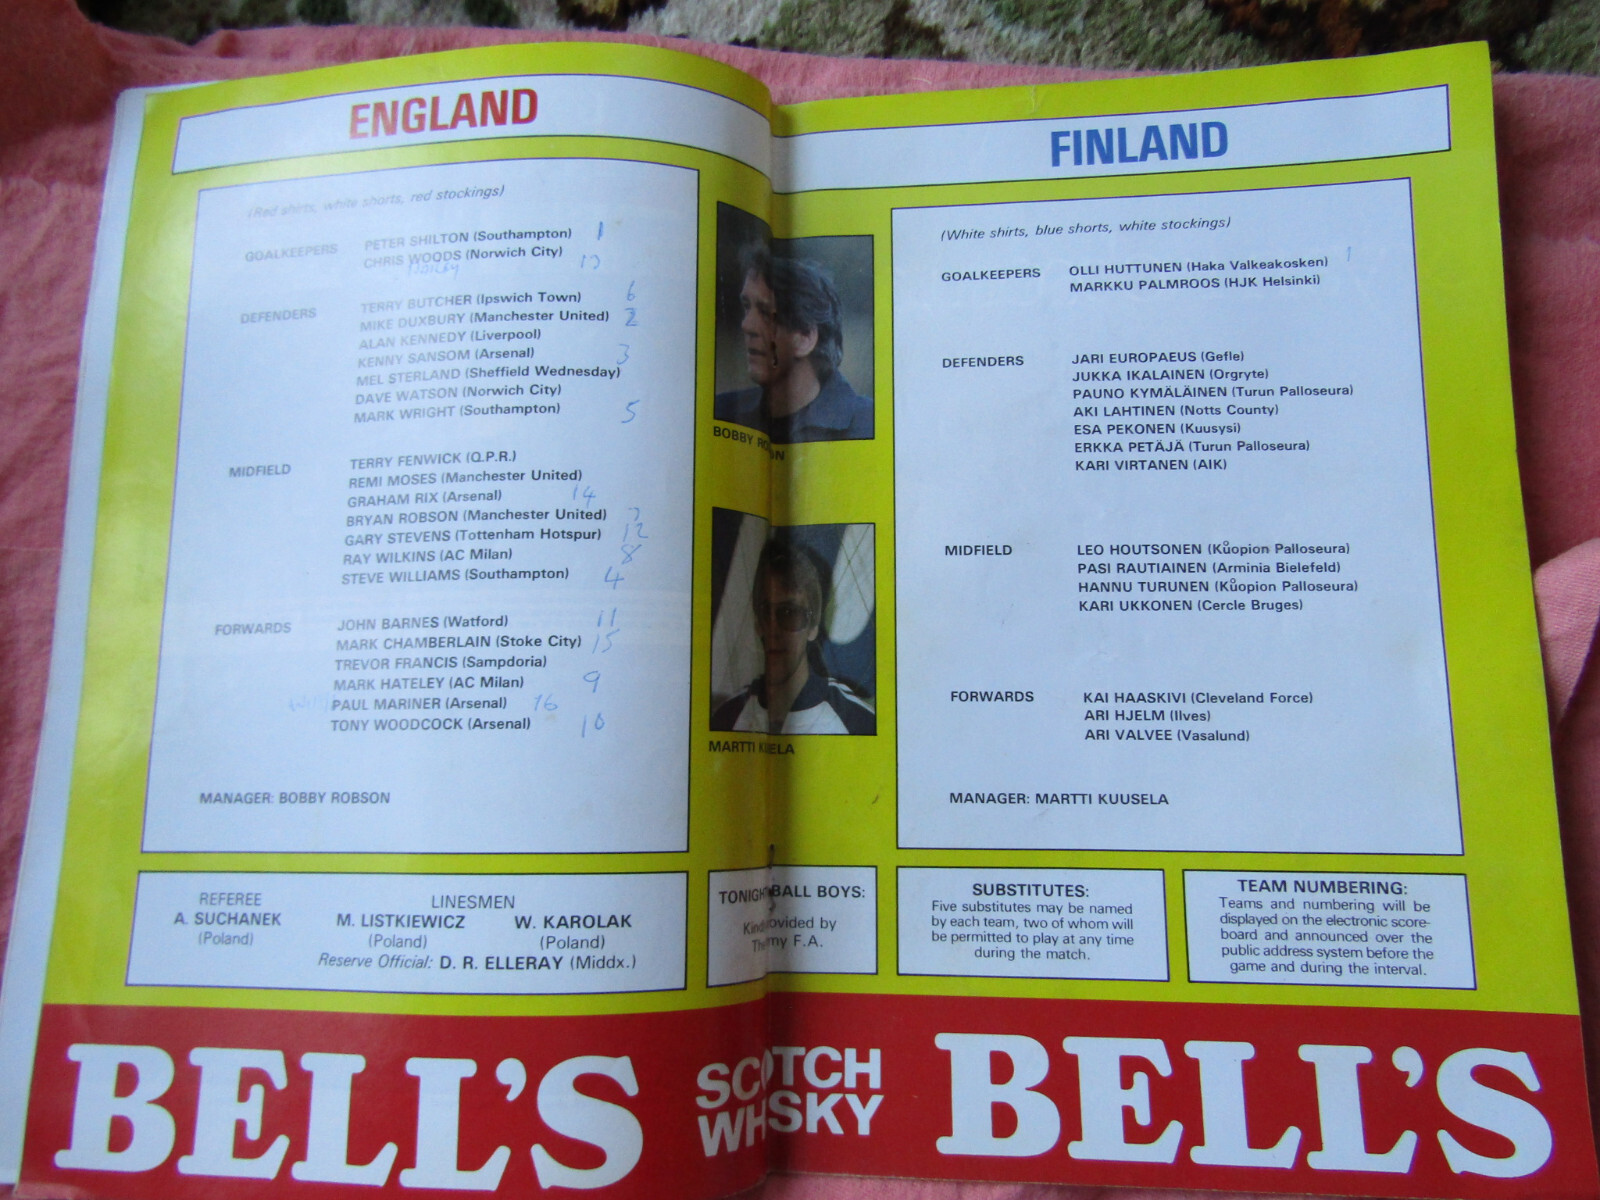 ENGLAND
(Red shirts, white shorts, red stockings)
GOALKEEPERS PETER SHILTON (Southampton) 1
CHRIS WOODS (Norwich City) 13
DEFENDERS TERRY BUTCHER (Ipswich Town) 6
MIKE DUXBURY (Manchester United) 2
ALAN KENNEDY (Liverpool)
KENNY SANSOM (Arsenal) 3
MEL STERLAND (Sheffield Wednesday)
DAVE WATSON (Norwich City)
MARK WRIGHT (Southampton) 5
MIDFIELD TERRY FENWICK (Q.P.R.)
REMI MOSES (Manchester United)
GRAHAM RIX (Arsenal) 14
BRYAN ROBSON (Manchester United) 7
GARY STEVENS (Tottenham Hotspur) 12
RAY WILKINS (AC Milan) 8
STEVE WILLIAMS (Southampton) 4
FORWARDS JOHN BARNES (Watford) 11
MARK CHAMBERLAIN (Stoke City) 15
TREVOR FRANCIS (Sampdoria)
MARK HATELEY (AC Milan) 9
PAUL MARINER (Arsenal) 16
TONY WOODCOCK (Arsenal) 10
MANAGER: BOBBY ROBSON
REFEREE
A. SUCHANEK
(Poland)
LINESMEN
M. LISTKIEWICZ W. KAROLAK
(Poland) (Poland)
Reserve Official: D. R. ELLERAY (Middx.)
BOBBY
MARTTI KUUSELA
TONIGHT BALL BOYS:
provided by
F.A.
FINLAND
(White shirts, blue shorts, white stockings)
GOALKEEPERS OLLI HUTTUNEN (Haka Valkeakosken) 1
MARKKU PALMROOS (HJK Helsinki)
DEFENDERS JARI EUROPAEUS (Gefle)
JUKKA IKALAINEN (Orgryte)
PAUNO KYMÄLÄINEN (Turun Palloseura)
AKI LAHTINEN (Notts County)
ESA PEKONEN (Kuusysi)
ERKKA PETÄJÄ (Turun Palloseura)
KARI VIRTANEN (AIK)
MIDFIELD LEO HOUTSONEN (Kůopion Palloseura)
PASI RAUTIAINEN (Arminia Bielefeld)
HANNU TURUNEN (Kůopion Palloseura)
KARI UKKONEN (Cercle Bruges)
FORWARDS KAI HAASKIVI (Cleveland Force)
ARI HJELM (Ilves)
ARI VALVEE (Vasalund)
MANAGER: MARTTI KUUSELA
SUBSTITUTES:
Five substitutes may be named
by each team, two of whom will
be permitted to play at any time
during the match.
TEAM NUMBERING:
Teams and numbering will be
displayed on the electronic score-
board and announced over the
public address system before the
game and during the interval.
BELL'S
SCOTCH
WHISKY
BELL'S